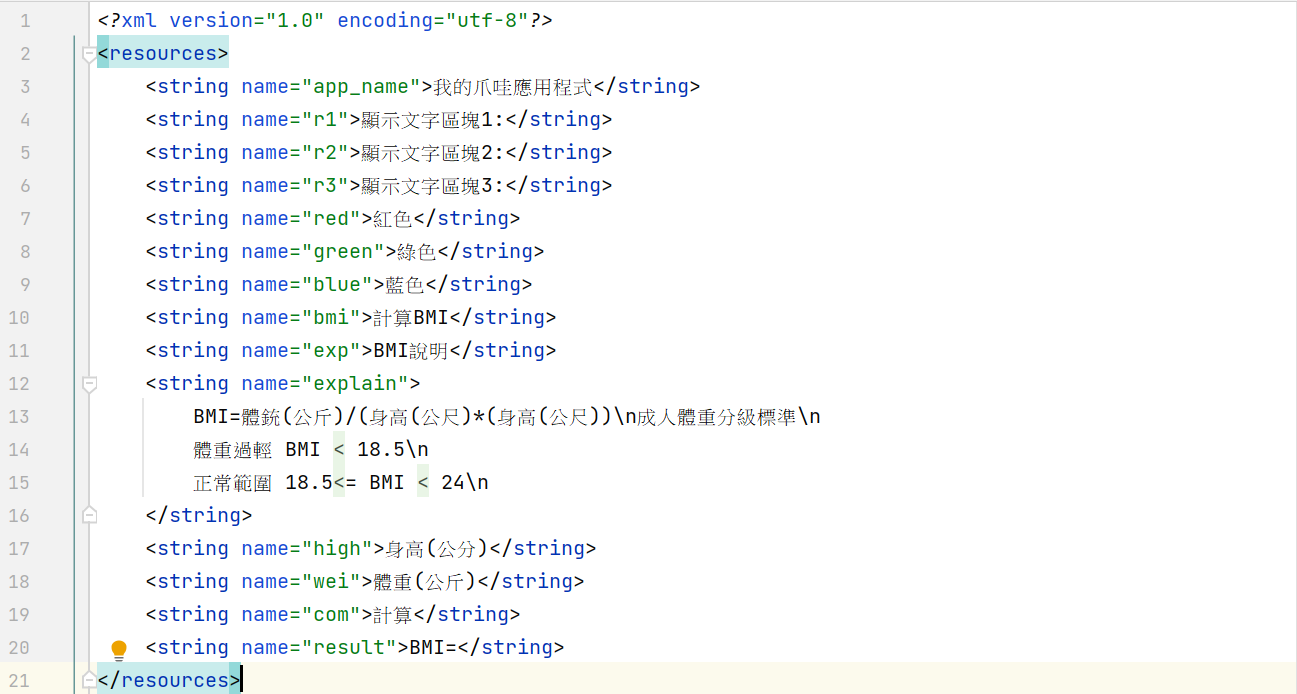 1 <?xml version="1.0" encoding="utf-8"?>
2 <resources>
3 <string name="app_name">我的爪哇應用程式</string>
4 <string name="r1">顯示文字區塊1:</string>
5 <string name="r2">顯示文字區塊2:</string>
6 <string name="r3">顯示文字區塊3:</string>
7 <string name="red">紅色</string>
8 <string name="green">綠色</string>
9 <string name="blue">藍色</string>
10 <string name="bmi">計算BMI</string>
11 <string name="exp">BMI說明</string>
12 <string name="explain">
13 BMI=體銃(公斤)/(身高(公尺)*(身高(公尺))\n成人體重分級標準\n
14 體重過輕 BMI < 18.5\n
15 正常範圍 18.5<= BMI < 24\n
16 </string>
17 <string name="high">身高(公分)</string>
18 <string name="wei">體重(公斤)</string>
19 <string name="com">計算</string>
20 <string name="result">BMI=</string>
21 </resources>